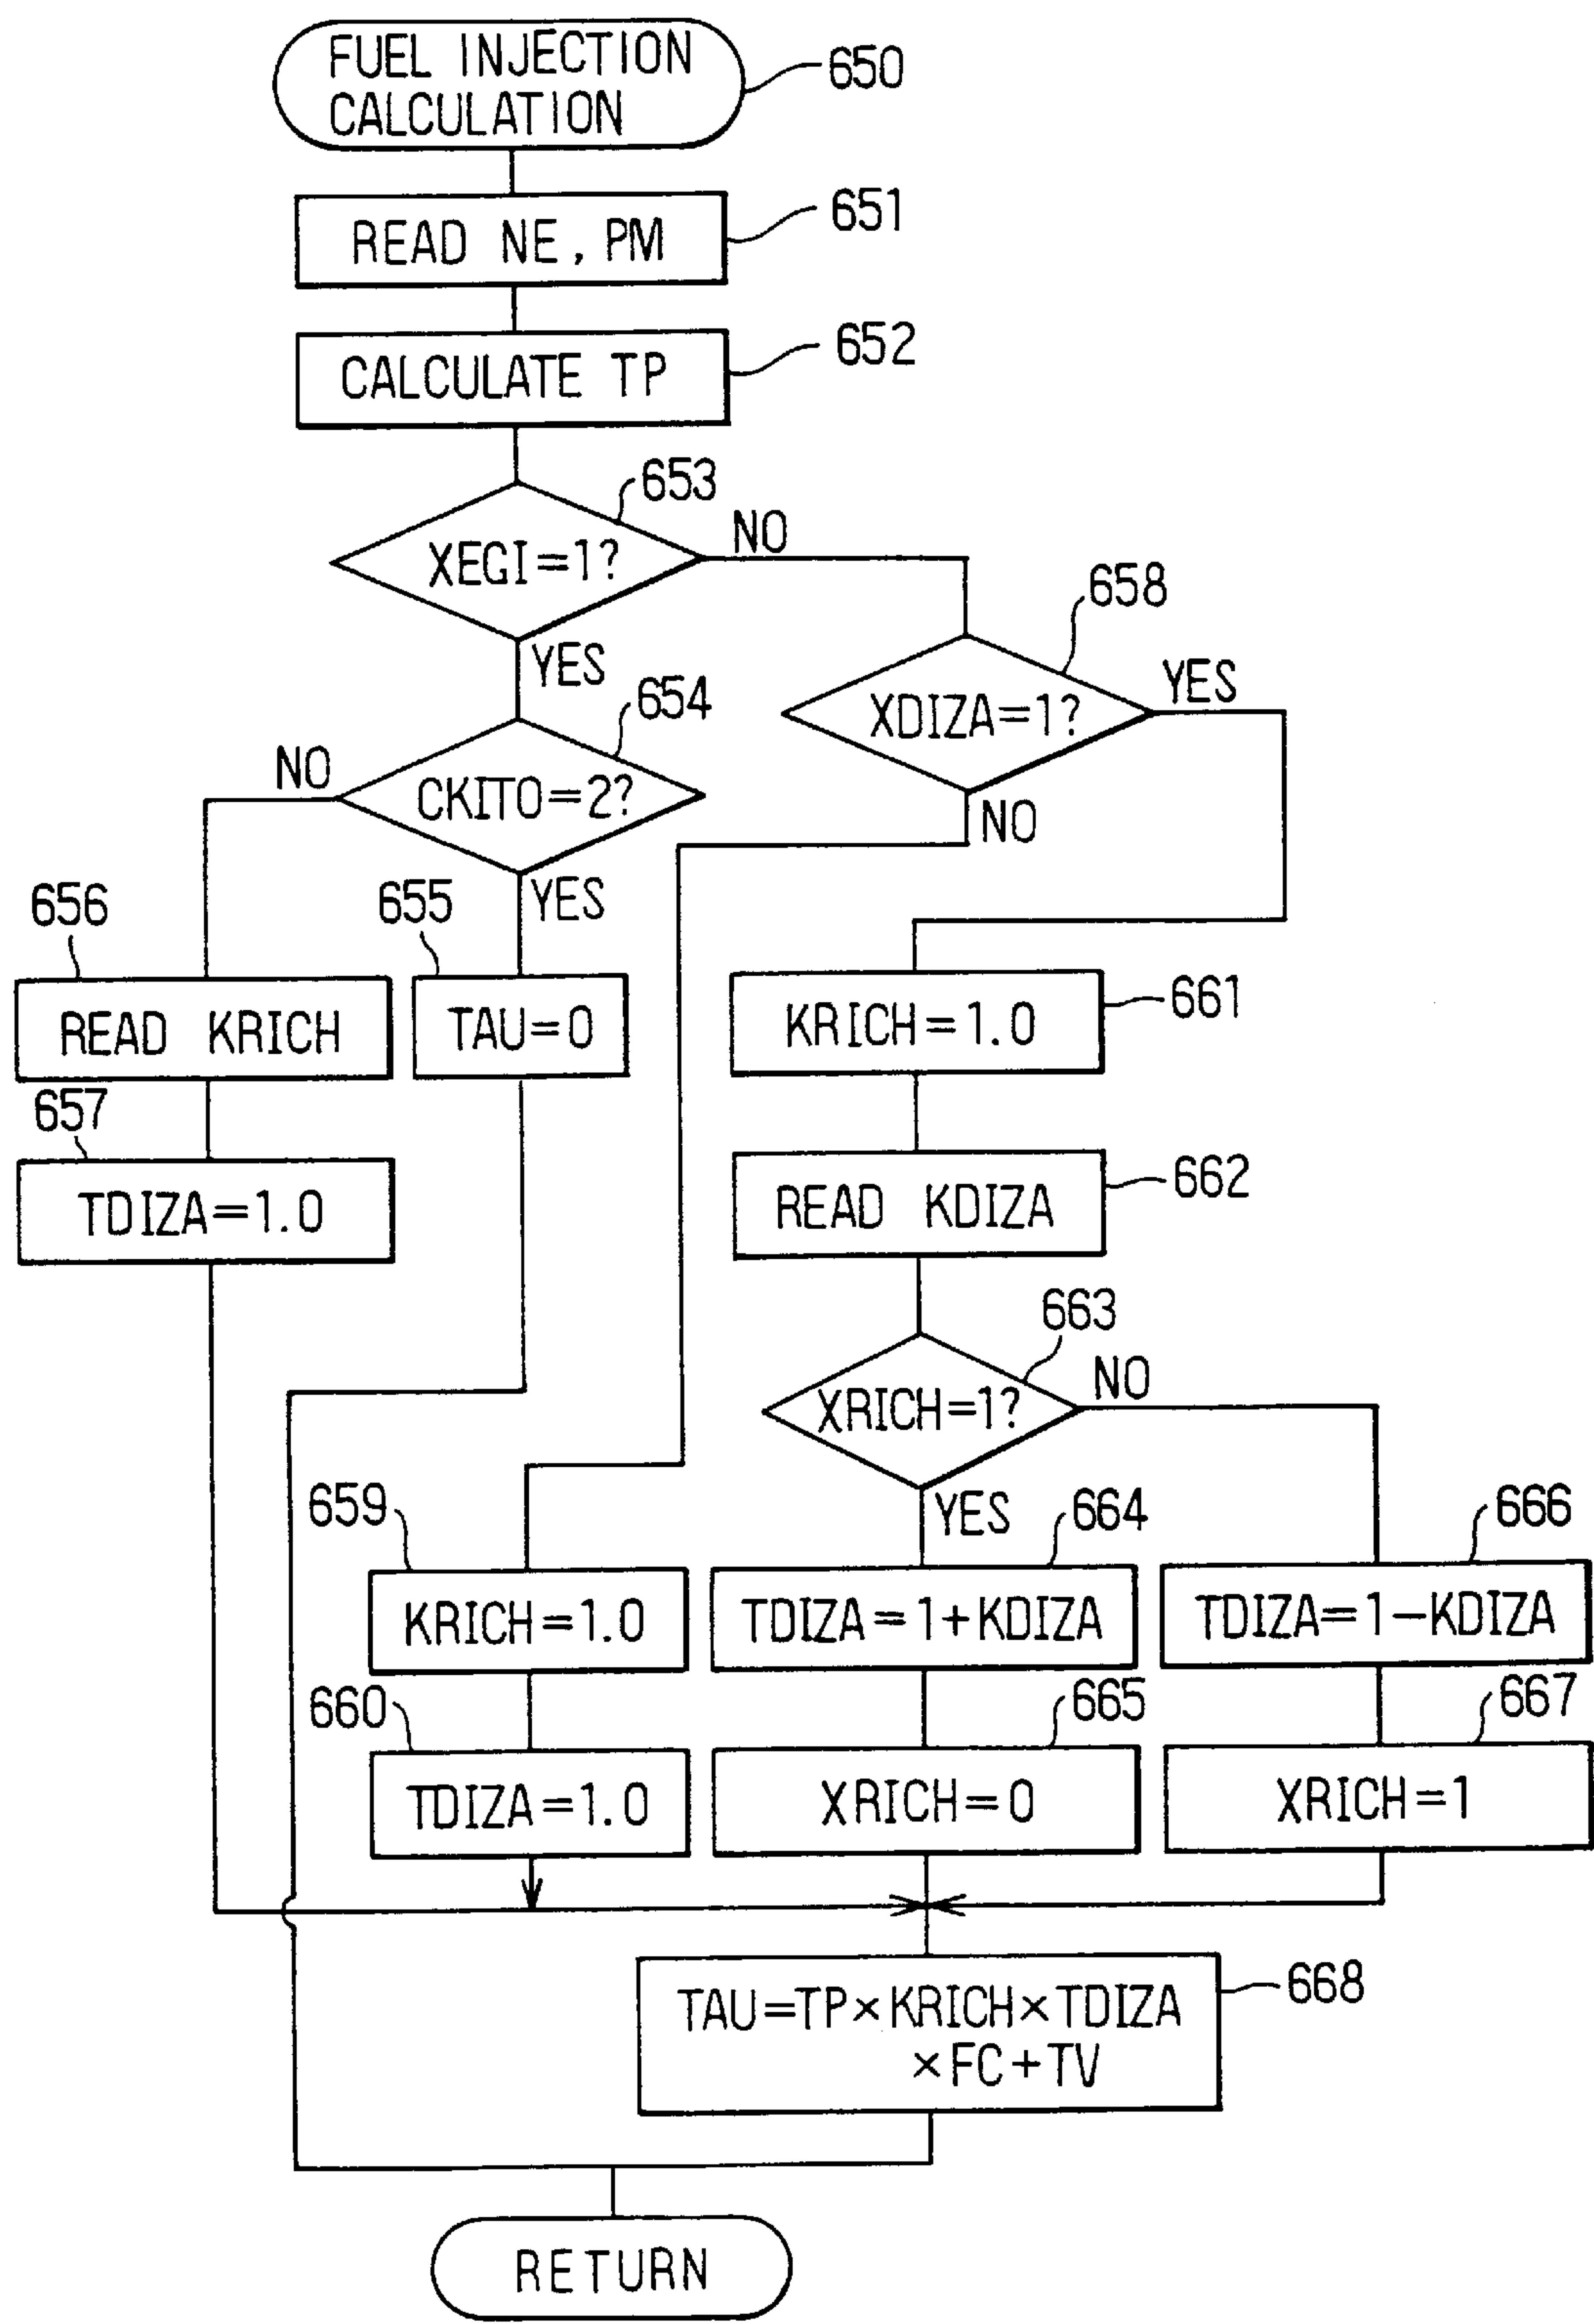 FUEL INJECTION
CALCULATION
650
READ NE, PM
651
CALCULATE TP
652
653
XEGI=1?
NO
YES
658
XDIZA=1?
YES
NO
654
CKITO=2?
NO
YES
656
READ KRICH
655
TAU=0
657
TDIZA=1.0
KRICH=1.0
661
READ KDIZA
662
663
XRICH=1?
NO
YES
659
KRICH=1.0
664
TDIZA=1+KDIZA
666
TDIZA=1-KDIZA
660
TDIZA=1.0
665
XRICH=0
667
XRICH=1
TAU=TP×KRICH×TDIZA
×FC+TV
668
RETURN